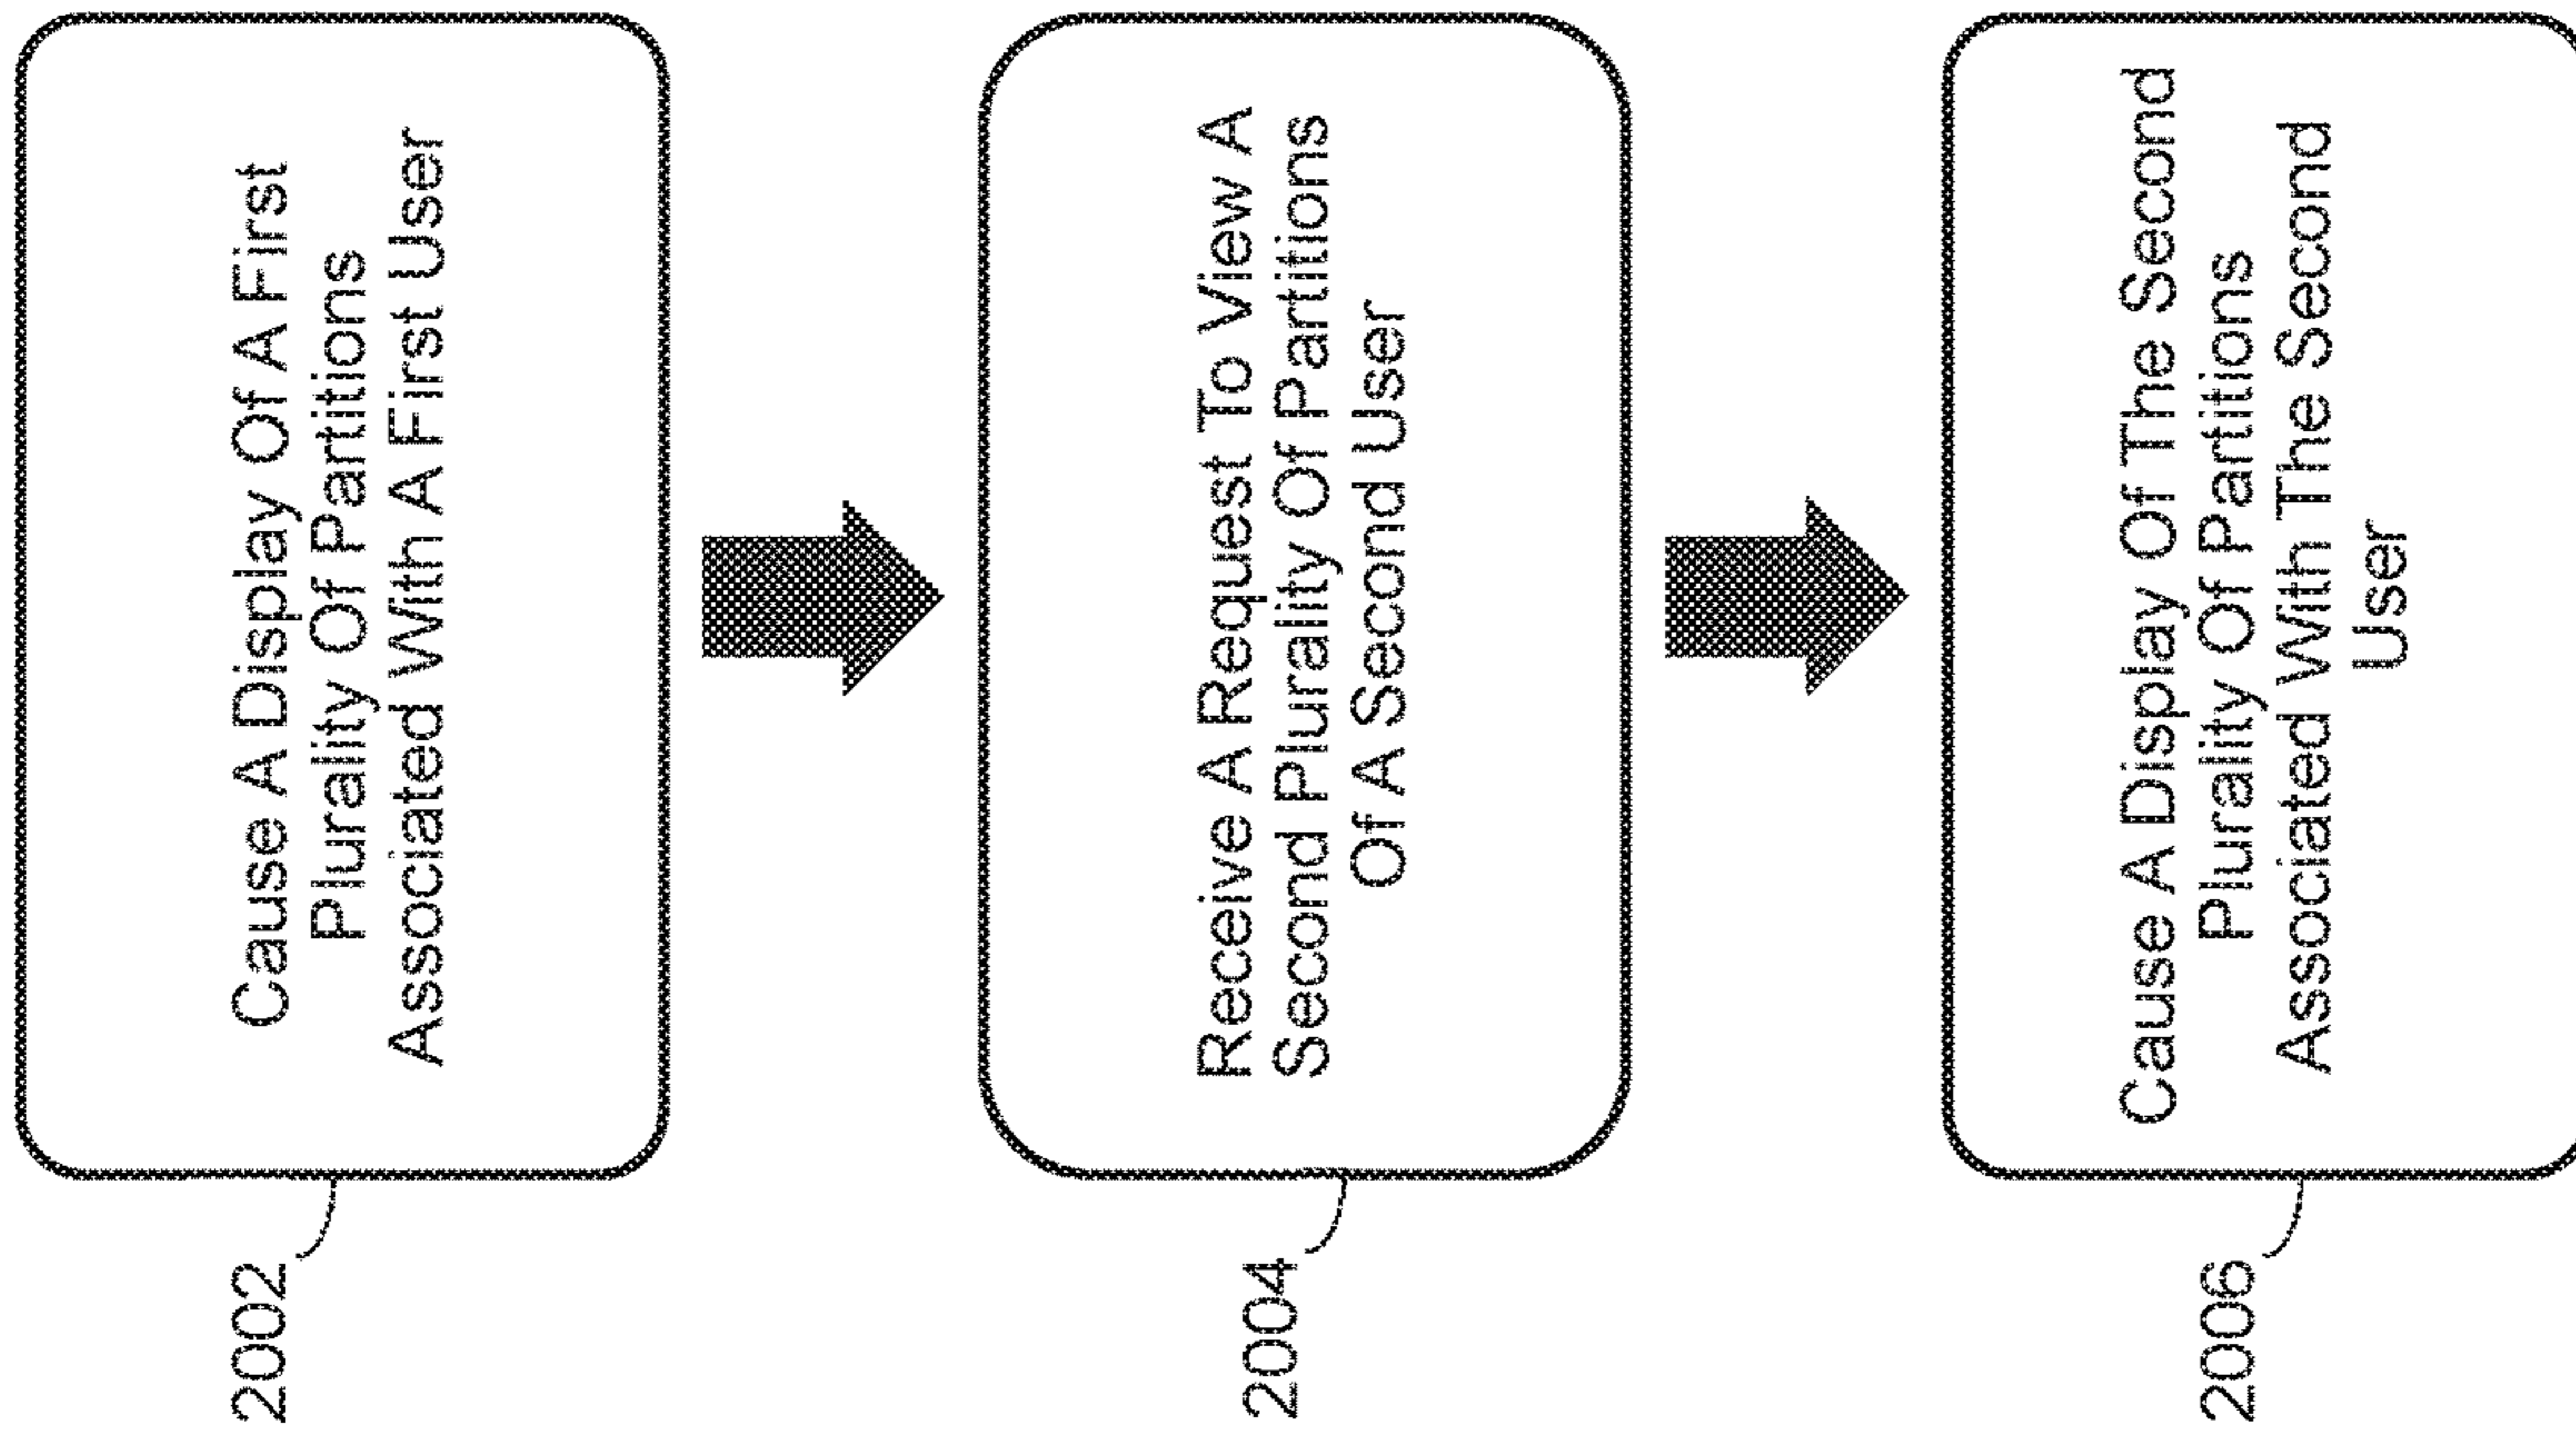 2002
Cause A Display Of A First
Plurality Of Partitions
Associated With A First User
2004
Receive A Request To View A
Second Plurality Of Partitions
Of A Second User
2006
Cause A Display Of The Second
Plurality Of Partitions
Associated With The Second
User